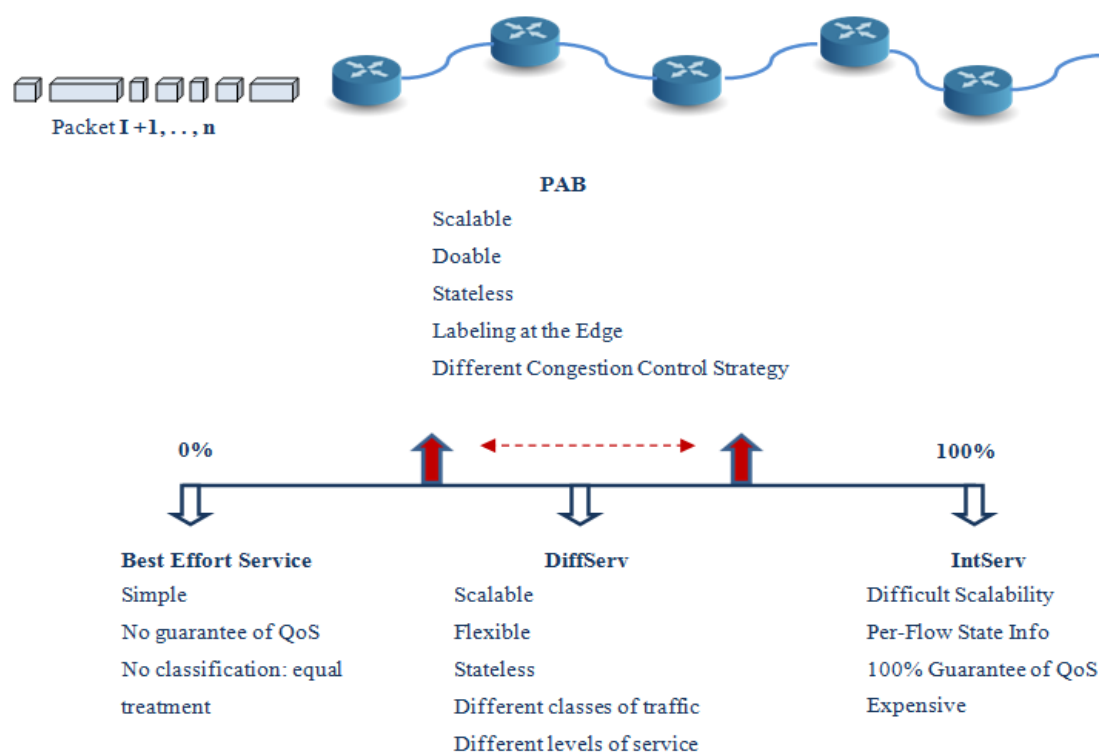 Packet I +1, . . , n
PAB
Scalable
Doable
Stateless
Labeling at the Edge
Different Congestion Control Strategy
0%
100%
Best Effort Service
Simple
No guarantee of QoS
No classification: equal
treatment
DiffServ
Scalable
Flexible
Stateless
Different classes of traffic
Different levels of service
IntServ
Difficult Scalability
Per-Flow State Info
100% Guarantee of QoS
Expensive